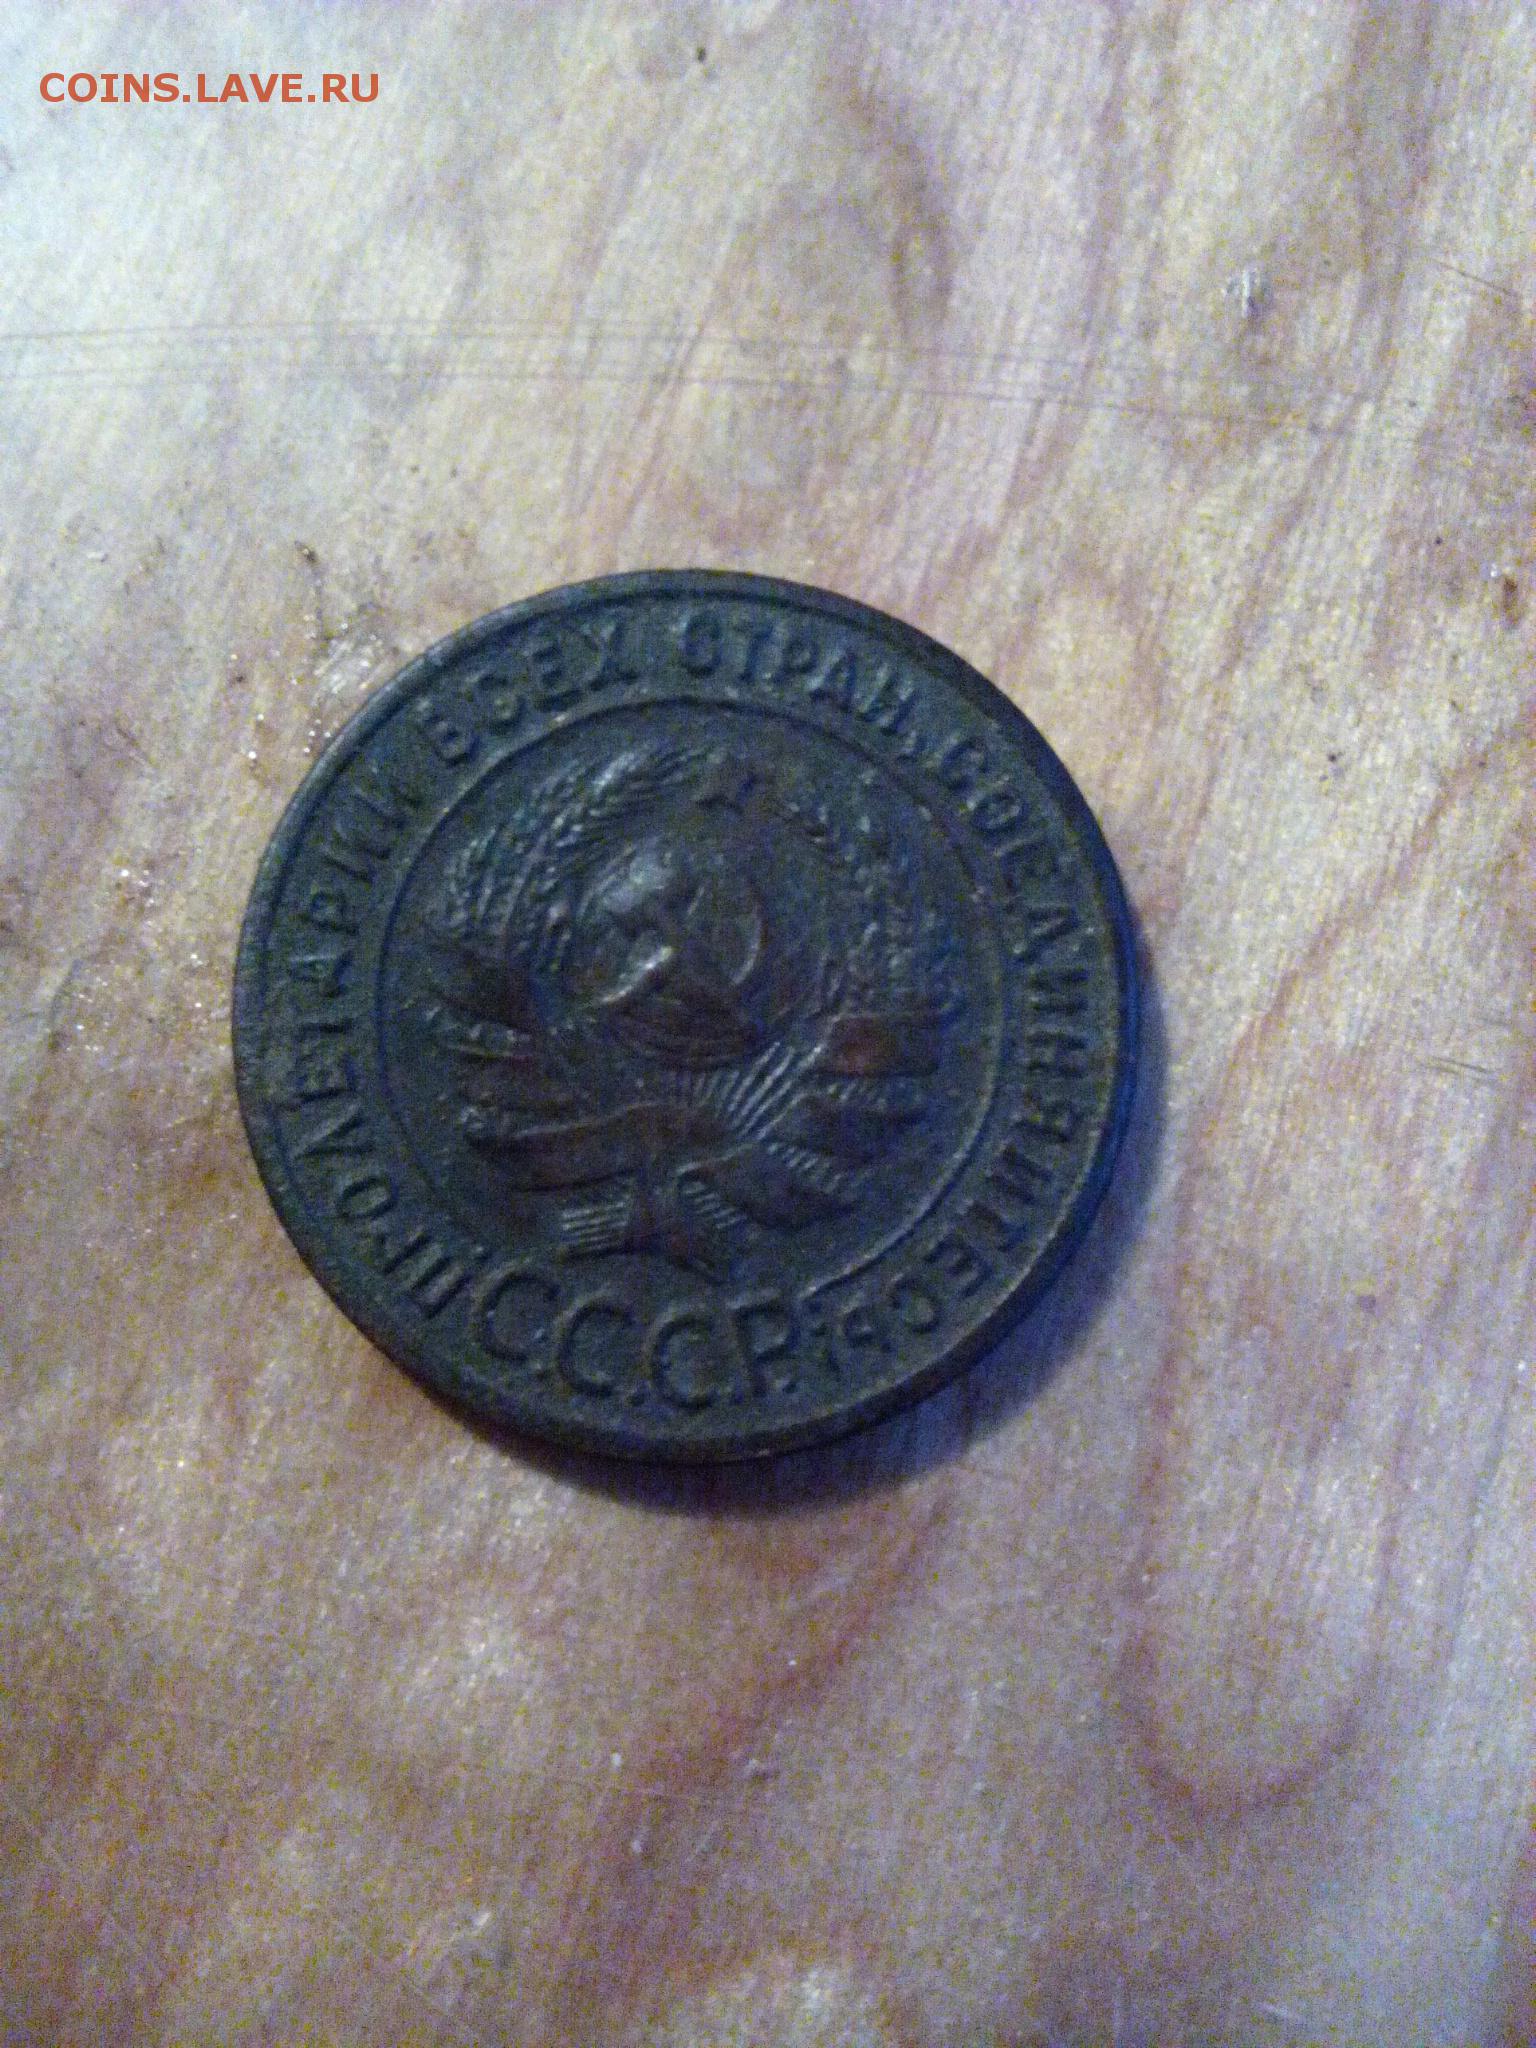 COINS.LAVE.RU
ПРОЛЕТАРИИ ВСЕХ СТРАН, СОЕДИНЯЙТЕСЬ!
С.С.С.Р.